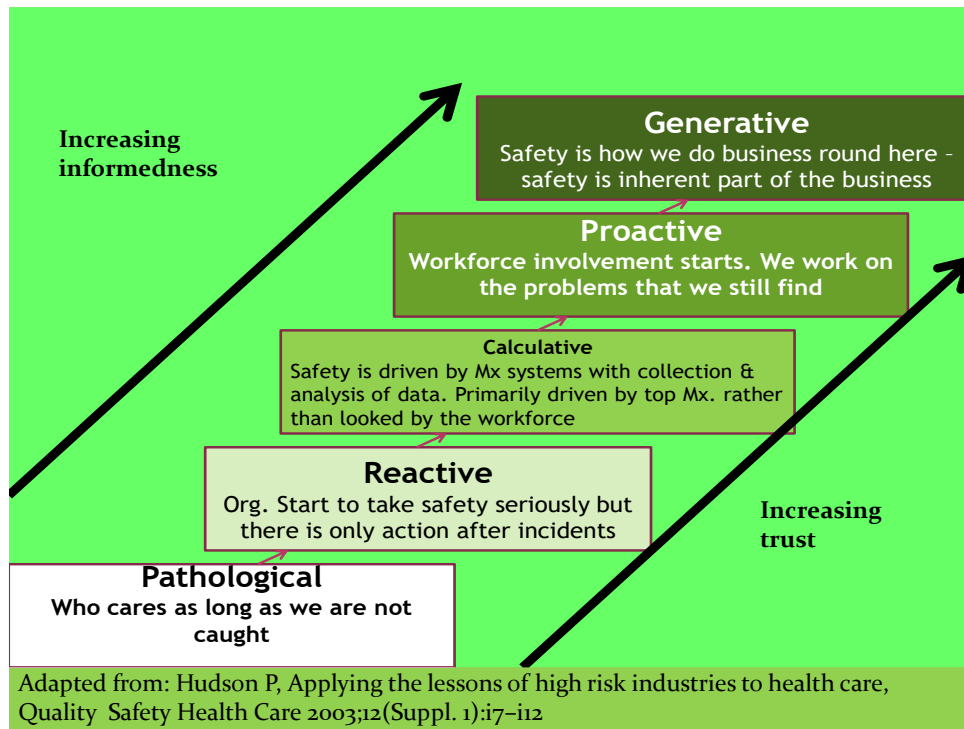 Increasing
informedness
Generative
Safety is how we do business round here –
safety is inherent part of the business
Proactive
Workforce involvement starts. We work on
the problems that we still find
Calculative
Safety is driven by Mx systems with collection &
analysis of data. Primarily driven by top Mx. rather
than looked by the workforce
Reactive
Org. Start to take safety seriously but
there is only action after incidents
Increasing
trust
Pathological
Who cares as long as we are not
caught
Adapted from: Hudson P, Applying the lessons of high risk industries to health care,
Quality Safety Health Care 2003;12(Suppl. 1):i7–i12